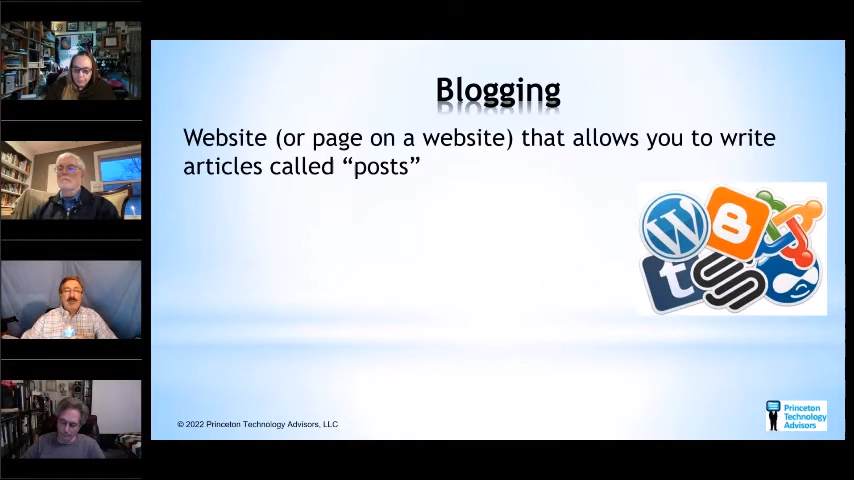 Blogging
Website (or page on a website) that allows you to write
articles called “posts”
© 2022 Princeton Technology Advisors, LLC
Princeton
Technology
Advisors